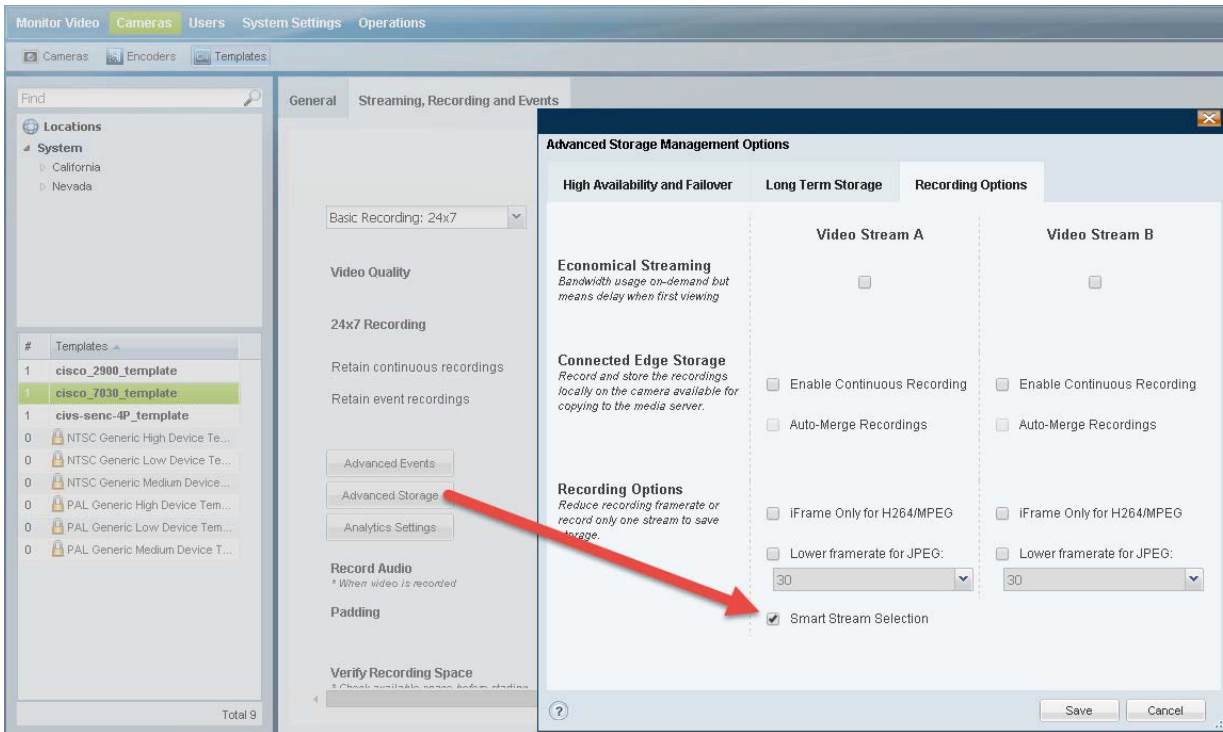 Monitor Video Cameras Users System Settings Operations
Cameras Encoders Templates
Find
Locations
System
California
Nevada
# Templates
1 cisco_2900_template
1 cisco_7030_template
1 civs-senc-4P_template
0 NTSC Generic High Device Te...
0 NTSC Generic Low Device Te...
0 NTSC Generic Medium Device...
0 PAL Generic High Device Tem...
0 PAL Generic Low Device Tem...
0 PAL Generic Medium Device T...
Total 9
General Streaming, Recording and Events
Basic Recording: 24x7
Video Quality
24x7 Recording
Retain continuous recordings
Retain event recordings
Advanced Events
Advanced Storage
Analytics Settings
Record Audio
* When video is recorded
Padding
Verify Recording Space
* Check available space before starting
Advanced Storage Management Options
High Availability and Failover Long Term Storage Recording Options
Video Stream A Video Stream B
Economical Streaming
Bandwidth usage on-demand but
means delay when first viewing
Connected Edge Storage
Record and store the recordings
locally on the camera available for
copying to the media server.
Enable Continuous Recording Enable Continuous Recording
Auto-Merge Recordings Auto-Merge Recordings
Recording Options
Reduce recording framerate or
record only one stream to save
storage.
iFrame Only for H264/MPEG iFrame Only for H264/MPEG
Lower framerate for JPEG: Lower framerate for JPEG:
30 30
Smart Stream Selection
? Save Cancel